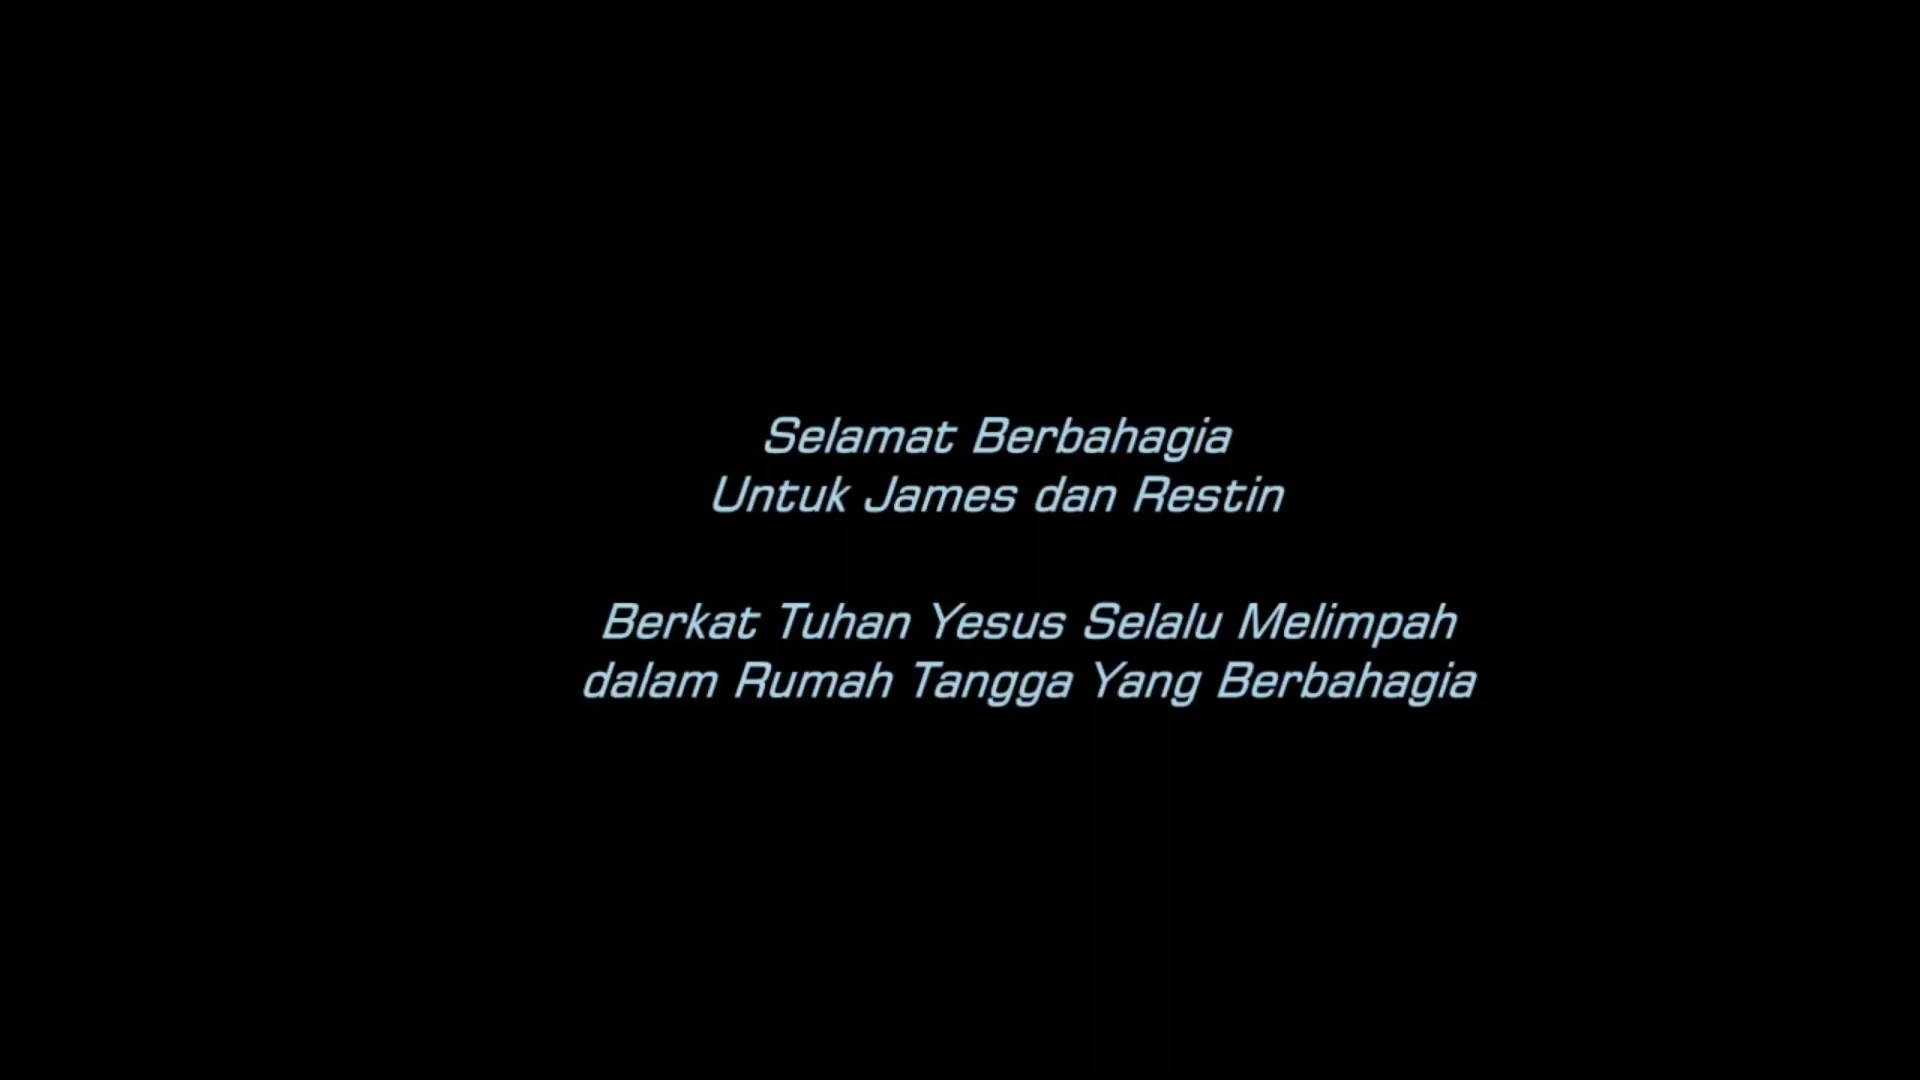 Selamat Berbahagia
Untuk James dan Restin
Berkat Tuhan Yesus Selalu Melimpah
dalam Rumah Tangga Yang Berbahagia